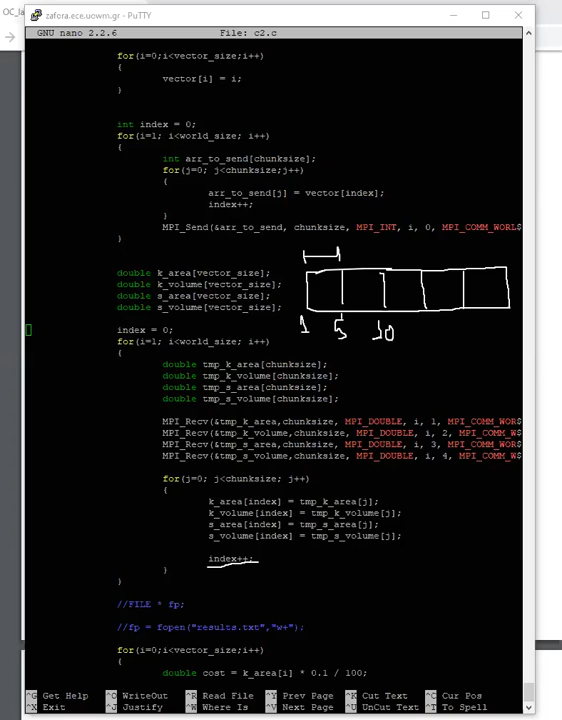 OC_la
zafora.ece.uowm.gr - PuTTY
GNU nano 2.2.6 File: c2.c
for(i=0;i<vector_size;i++)
{
vector[i] = i;
}
int index = 0;
for(i=1; i<world_size; i++)
{
int arr_to_send[chunksize];
for(j=0; j<chunksize;j++)
{
arr_to_send[j] = vector[index];
index++;
}
MPI_Send(&arr_to_send, chunksize, MPI_INT, i, 0, MPI_COMM_WORL$
}
double k_area[vector_size];
double k_volume[vector_size];
double s_area[vector_size];
double s_volume[vector_size];
1 5 10
index = 0;
for(i=1; i<world_size; i++)
{
double tmp_k_area[chunksize];
double tmp_k_volume[chunksize];
double tmp_s_area[chunksize];
double tmp_s_volume[chunksize];
MPI_Recv(&tmp_k_area,chunksize, MPI_DOUBLE, i, 1, MPI_COMM_WOR$
MPI_Recv(&tmp_k_volume,chunksize, MPI_DOUBLE, i, 2, MPI_COMM_W$
MPI_Recv(&tmp_s_area,chunksize, MPI_DOUBLE, i, 3, MPI_COMM_WOR$
MPI_Recv(&tmp_s_volume,chunksize, MPI_DOUBLE, i, 4, MPI_COMM_W$
for(j=0; j<chunksize; j++)
{
k_area[index] = tmp_k_area[j];
k_volume[index] = tmp_k_volume[j];
s_area[index] = tmp_s_area[j];
s_volume[index] = tmp_s_volume[j];
index++;
}
}
//FILE * fp;
//fp = fopen("results.txt","w+");
for(i=0;i<vector_size;i++)
{
double cost = k_area[i] * 0.1 / 100;
^G Get Help ^O WriteOut ^R Read File ^Y Prev Page ^K Cut Text ^C Cur Pos
^X Exit ^J Justify ^W Where Is ^V Next Page ^U UnCut Text ^T To Spell